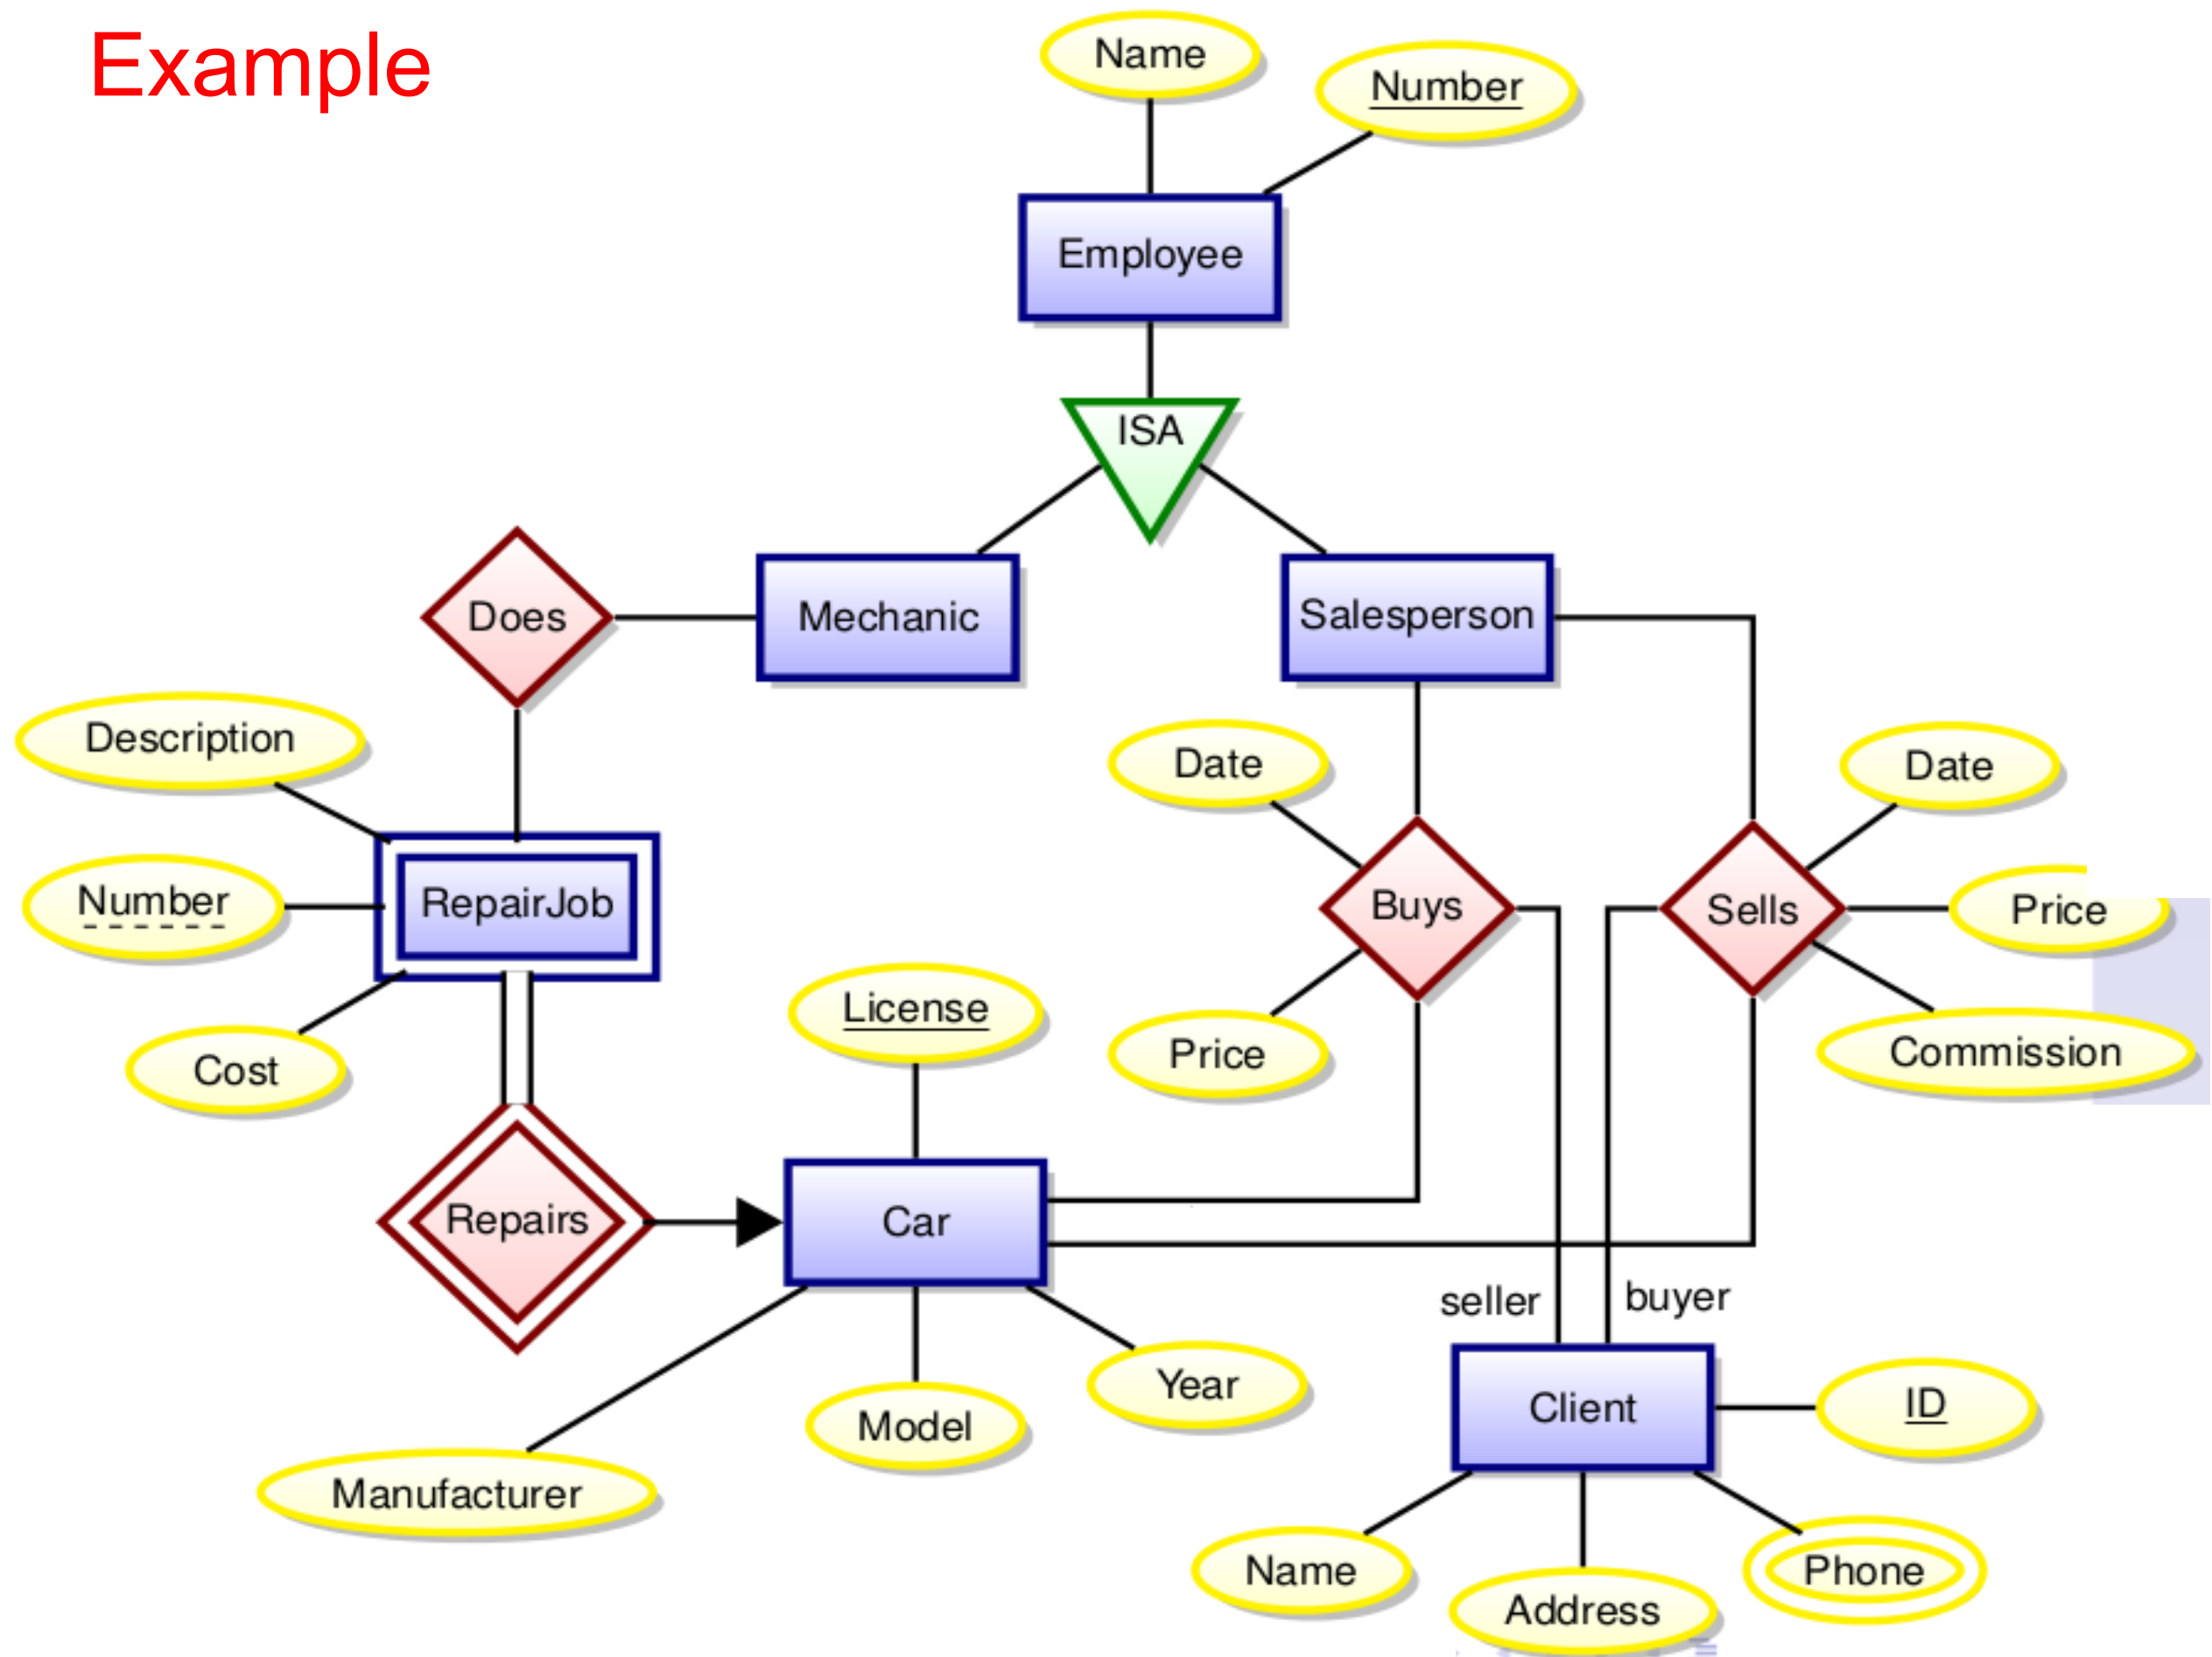 Example
Name
Number
Employee
ISA
Does
Mechanic
Salesperson
Description
Date
Date
Number
RepairJob
Buys
Sells
Price
License
Cost
Price
Commission
Repairs
Car
seller
buyer
Year
Model
Client
ID
Manufacturer
Name
Address
Phone